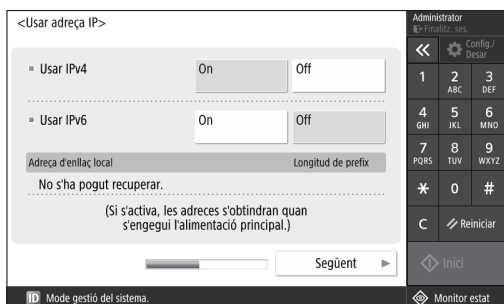 <Usar adreça IP>
Usar IPv4 On Off
Usar IPv6 On Off
Adreça d'enllaç local Longitud de prefix
No s'ha pogut recuperar.
(Si s'activa, les adreces s'obtindran quan
s'engegui l'alimentació principal.)
Següent
ID Mode gestió del sistema.
Administrator
Finalitz. ses.
Config./
Desar
1 2 3
ABC DEF
4 5 6
GHI JKL MNO
7 8 9
PQRS TUV WXYZ
* 0 #
C Reiniciar
Inici
Monitor estat